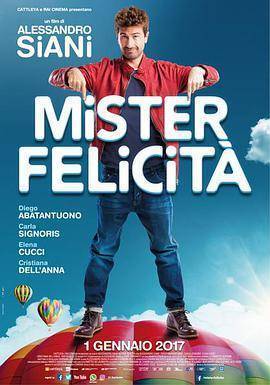 CATTLEYA e RAI CINEMA presentano
un film di
ALESSANDRO
SiANi
MiSTER
FELiCiTÀ
Diego
ABATANTUONO
Carla
SIGNORIS
Elena
CUCCI
Cristiana
DELL'ANNA
1 GENNAIO 2017